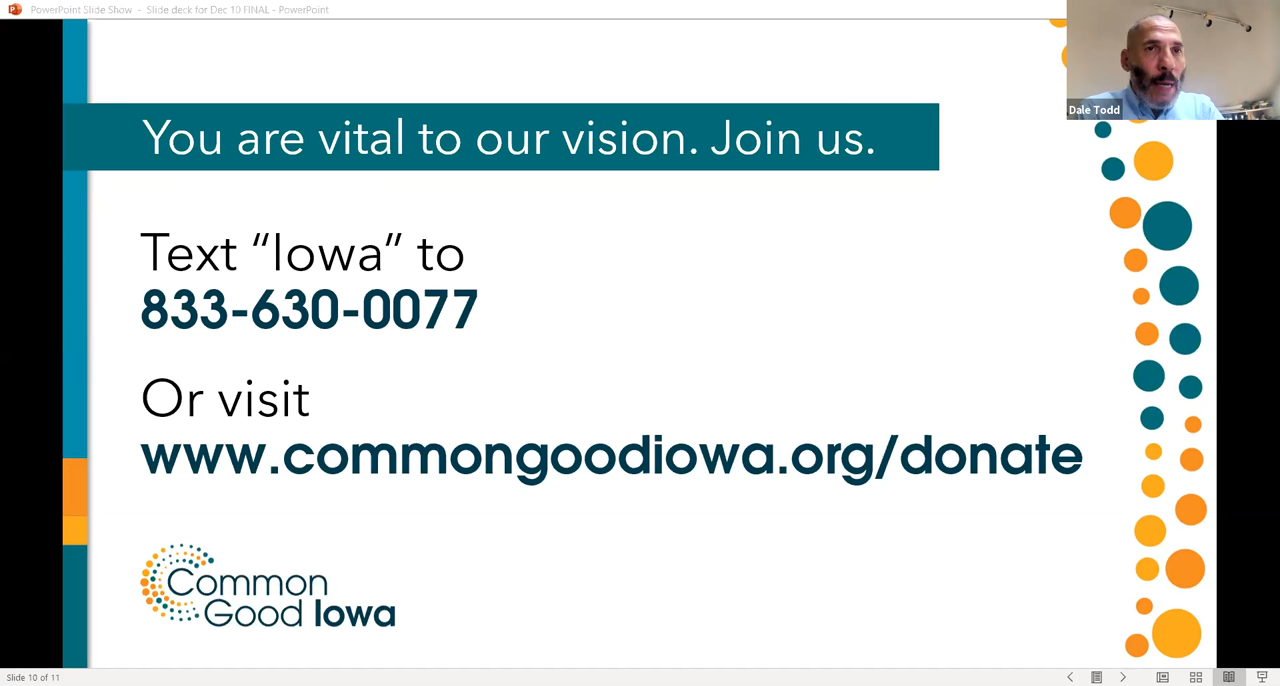 PowerPoint Slide Show - Slide deck for Dec 10 FINAL - PowerPoint
Dale Todd
You are vital to our vision. Join us.
Text “Iowa” to
833-630-0077
Or visit
www.commongoodiowa.org/donate
Common
Good Iowa
Slide 10 of 11